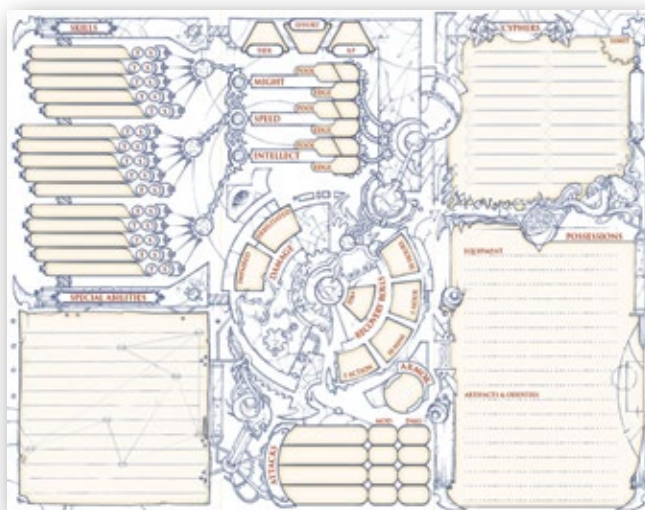 SKILLS
EFFORT
TIER
XP
MIGHT
POOL
EDGE
SPEED
POOL
EDGE
INTELLECT
POOL
EDGE
CYPHERS
LIMIT
SPECIAL ABILITIES
IMPAIRED
DEBILITATED
DAMAGE
RECOVERY ROLLS
1 ACTION
10 MINS
1 HOUR
10 HOURS
ARMOR
ATTACKS
MOD
DMG
POSSESSIONS
EQUIPMENT
ARTIFACTS & ODDITIES